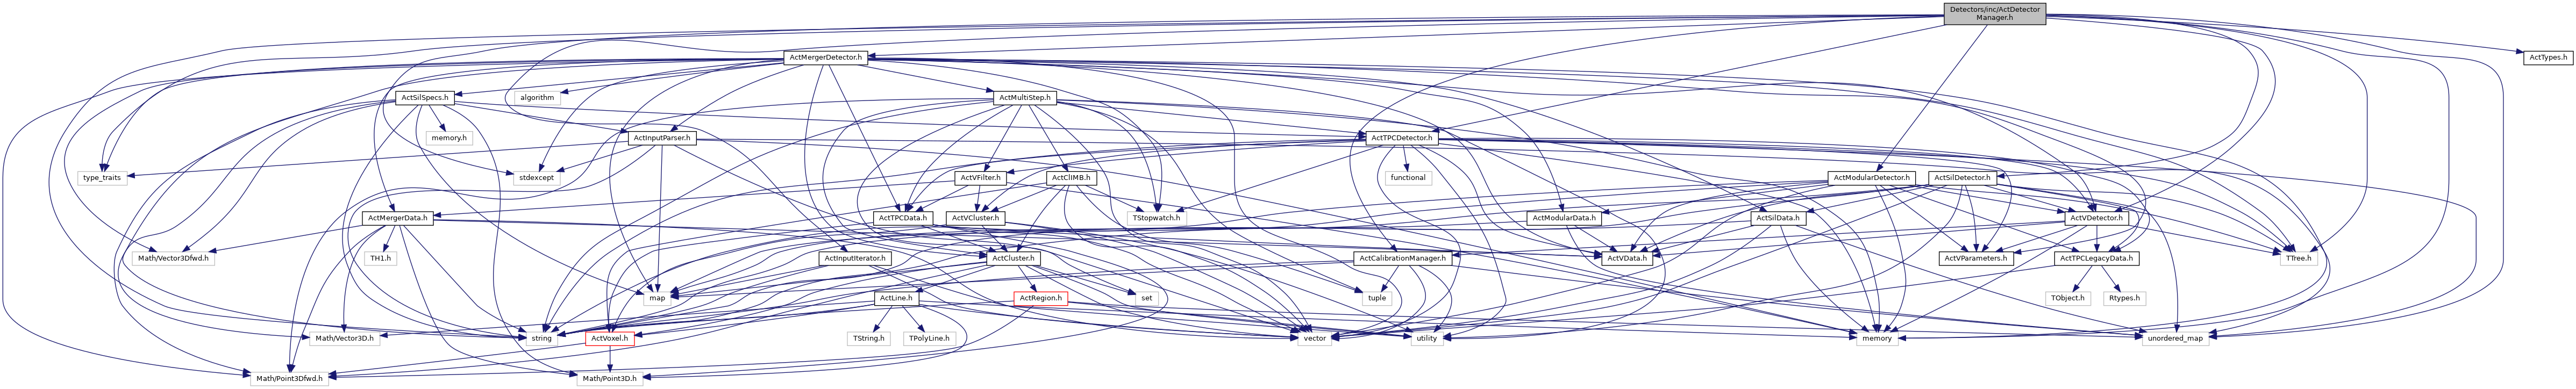 Detectors/inc/ActDetector
Manager.h
ActMergerDetector.h
ActTypes.h
ActSilSpecs.h
algorithm
ActMultiStep.h
memory.h
ActInputParser.h
ActTPCDetector.h
type_traits
stdexcept
ActVFilter.h
ActClIMB.h
functional
ActModularDetector.h
ActSilDetector.h
ActMergerData.h
ActTPCData.h
ActVCluster.h
TStopwatch.h
ActModularData.h
ActSilData.h
ActVDetector.h
Math/Vector3Dfwd.h
TH1.h
ActInputIterator.h
ActCluster.h
ActCalibrationManager.h
ActVData.h
ActVParameters.h
ActTPCLegacyData.h
TTree.h
map
ActLine.h
ActRegion.h
set
tuple
TObject.h
Rtypes.h
Math/Vector3D.h
string
ActVoxel.h
TString.h
TPolyLine.h
vector
utility
memory
unordered_map
Math/Point3Dfwd.h
Math/Point3D.h